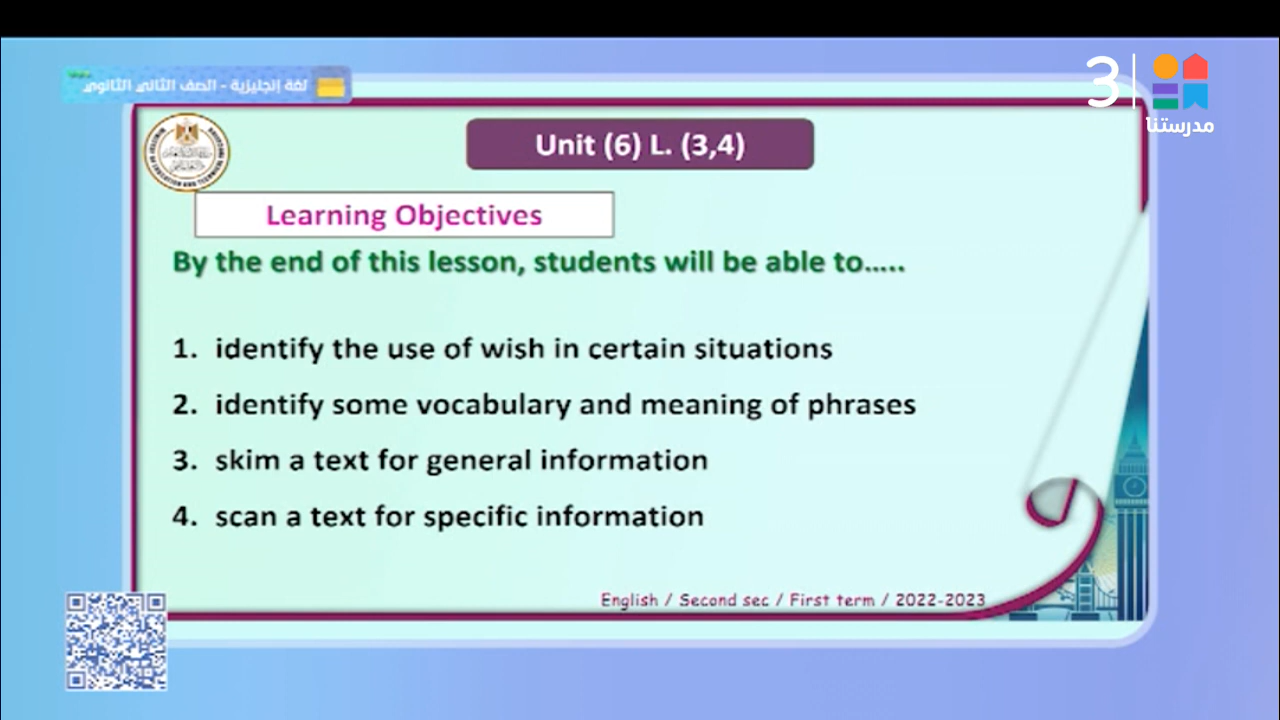 3
مدرستنا
لغة إنجليزية - الصف الثاني الثانوي
Unit (6) L. (3,4)
Learning Objectives
By the end of this lesson, students will be able to.....
1. identify the use of wish in certain situations
2. identify some vocabulary and meaning of phrases
3. skim a text for general information
4. scan a text for specific information
English / Second sec / First term / 2022-2023